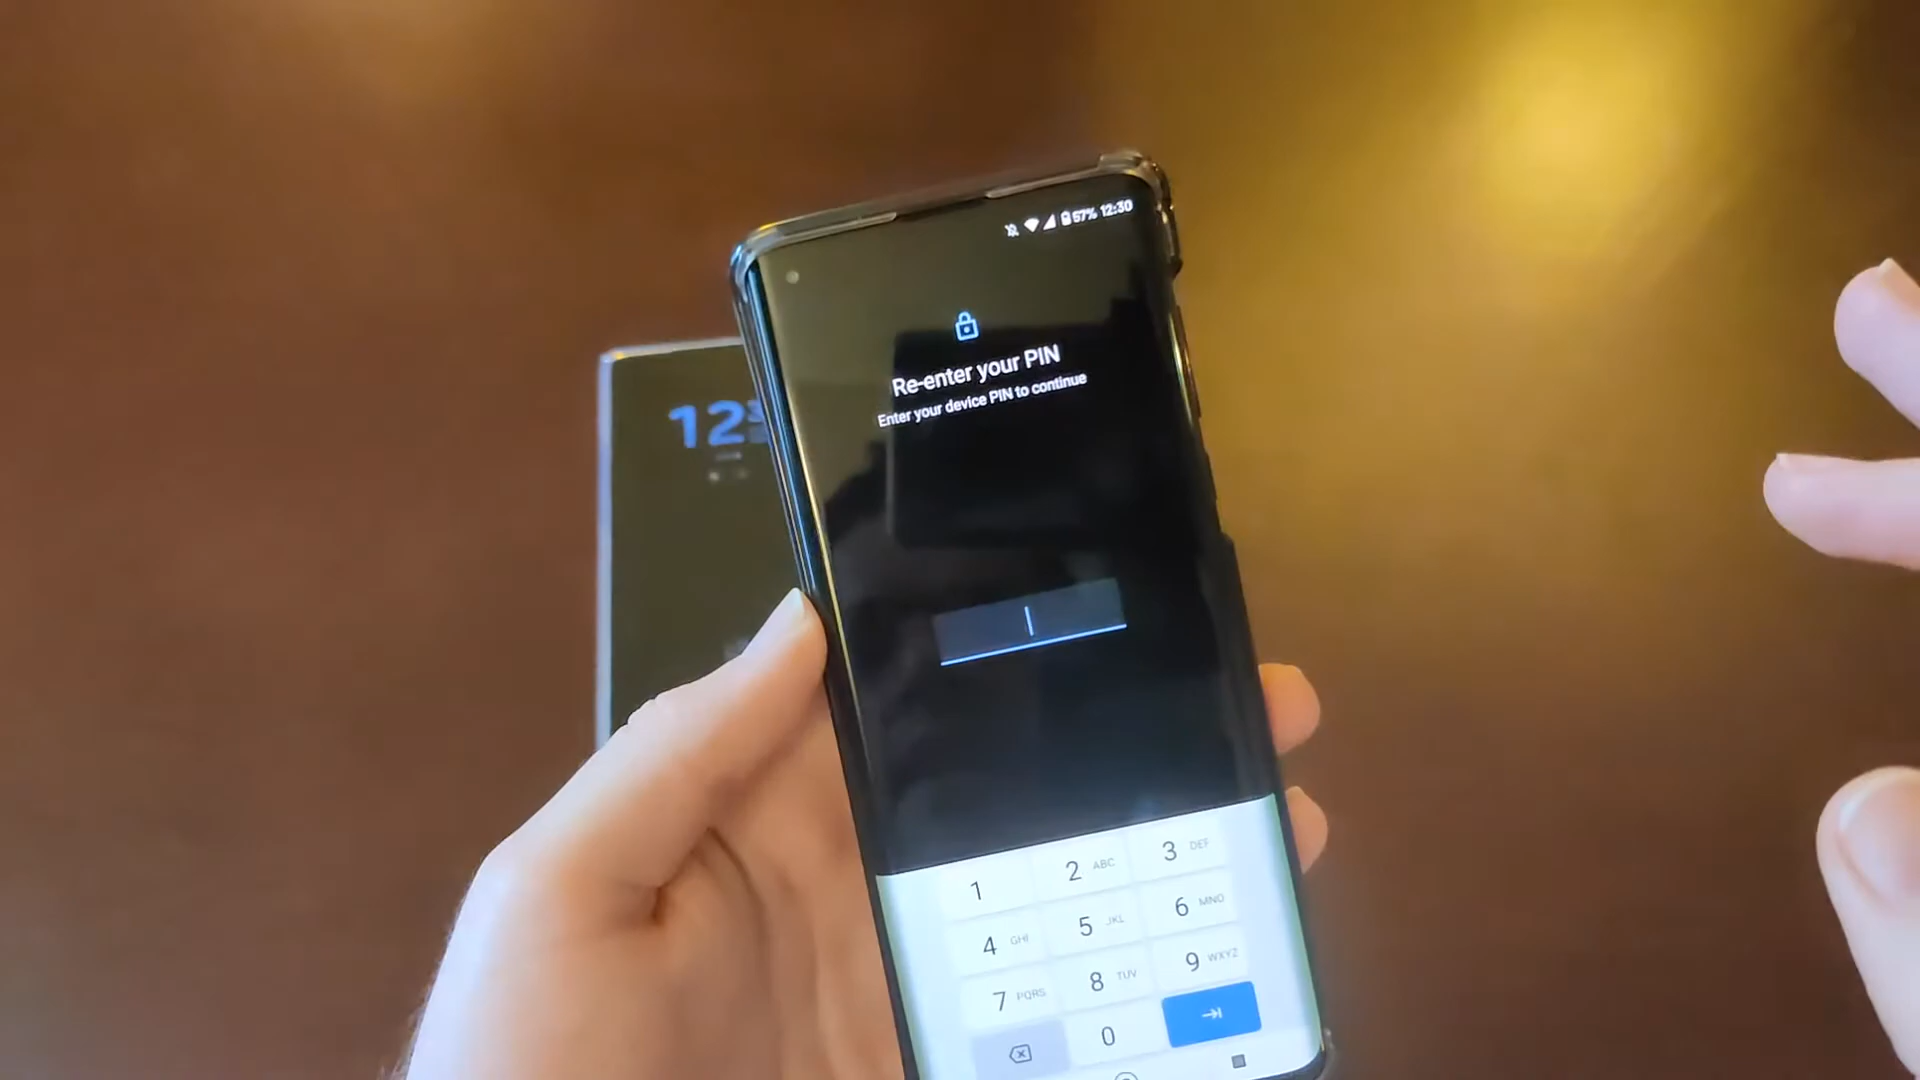 57% 12:30
Re-enter your PIN
Enter your device PIN to continue
12
1
2 ABC
3 DEF
4 GHI
5 JKL
6 MNO
7 PQRS
8 TUV
9 WXYZ
0